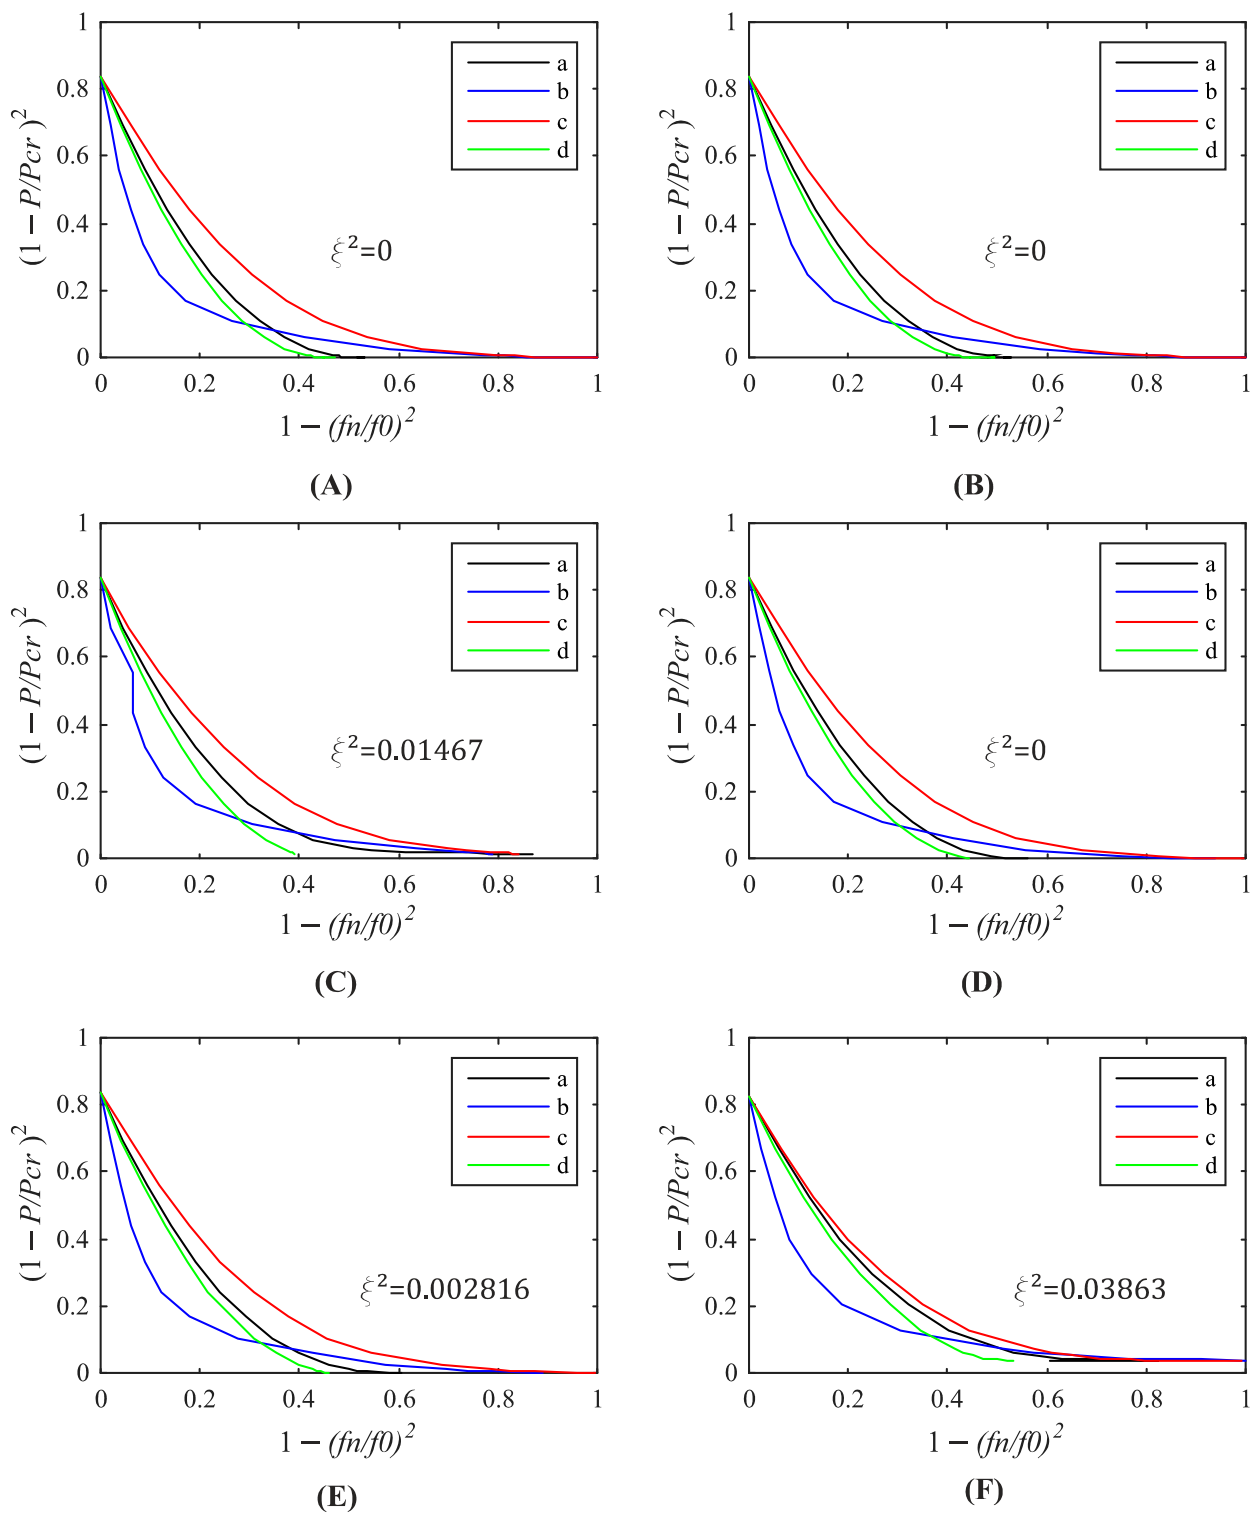 1
0.8
0.6
0.4
0.2
0
(1 − P/Pcr )²
a
b
c
d
ξ²=0
0 0.2 0.4 0.6 0.8 1
1 − (fn/f0)²
(A)
1
0.8
0.6
0.4
0.2
0
(1 − P/Pcr )²
a
b
c
d
ξ²=0
0 0.2 0.4 0.6 0.8 1
1 − (fn/f0)²
(B)
1
0.8
0.6
0.4
0.2
0
(1 − P/Pcr )²
a
b
c
d
ξ²=0.01467
0 0.2 0.4 0.6 0.8 1
1 − (fn/f0)²
(C)
1
0.8
0.6
0.4
0.2
0
(1 − P/Pcr )²
a
b
c
d
ξ²=0
0 0.2 0.4 0.6 0.8 1
1 − (fn/f0)²
(D)
1
0.8
0.6
0.4
0.2
0
(1 − P/Pcr )²
a
b
c
d
ξ²=0.002816
0 0.2 0.4 0.6 0.8 1
1 − (fn/f0)²
(E)
1
0.8
0.6
0.4
0.2
0
(1 − P/Pcr )²
a
b
c
d
ξ²=0.03863
0 0.2 0.4 0.6 0.8 1
1 − (fn/f0)²
(F)